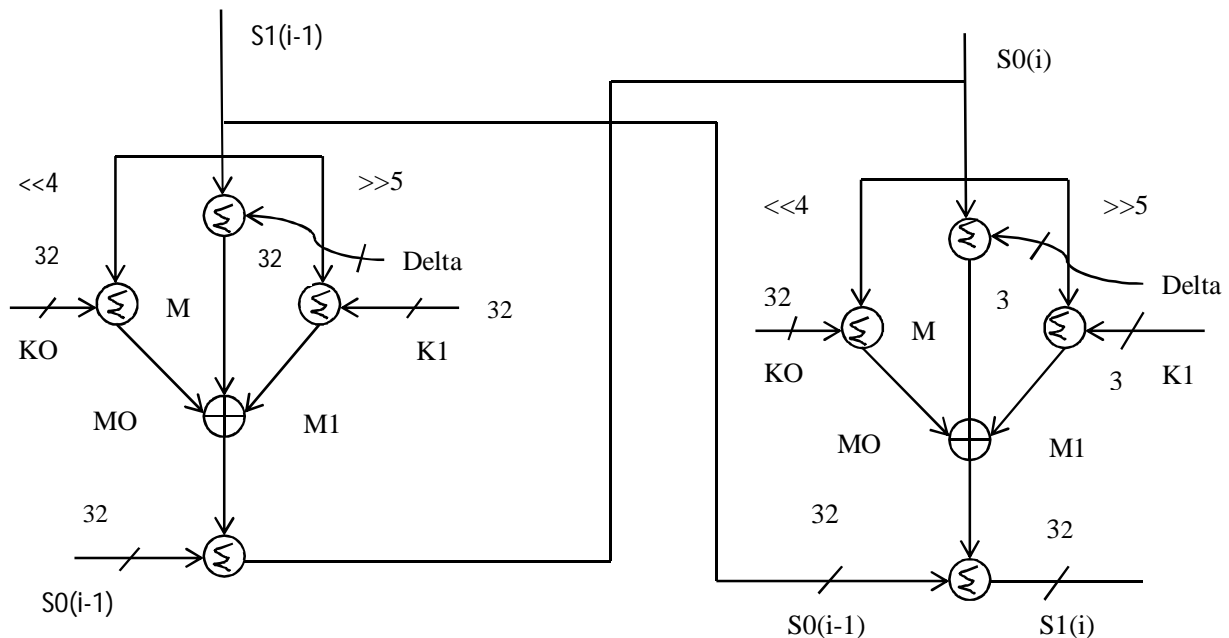 S1(i-1)
<<4
>>5
32
32
Delta
M
32
KO
K1
MO
M1
32
S0(i-1)
S0(i)
<<4
>>5
Delta
32
M
3
KO
3
K1
MO
M1
32
32
S0(i-1)
S1(i)